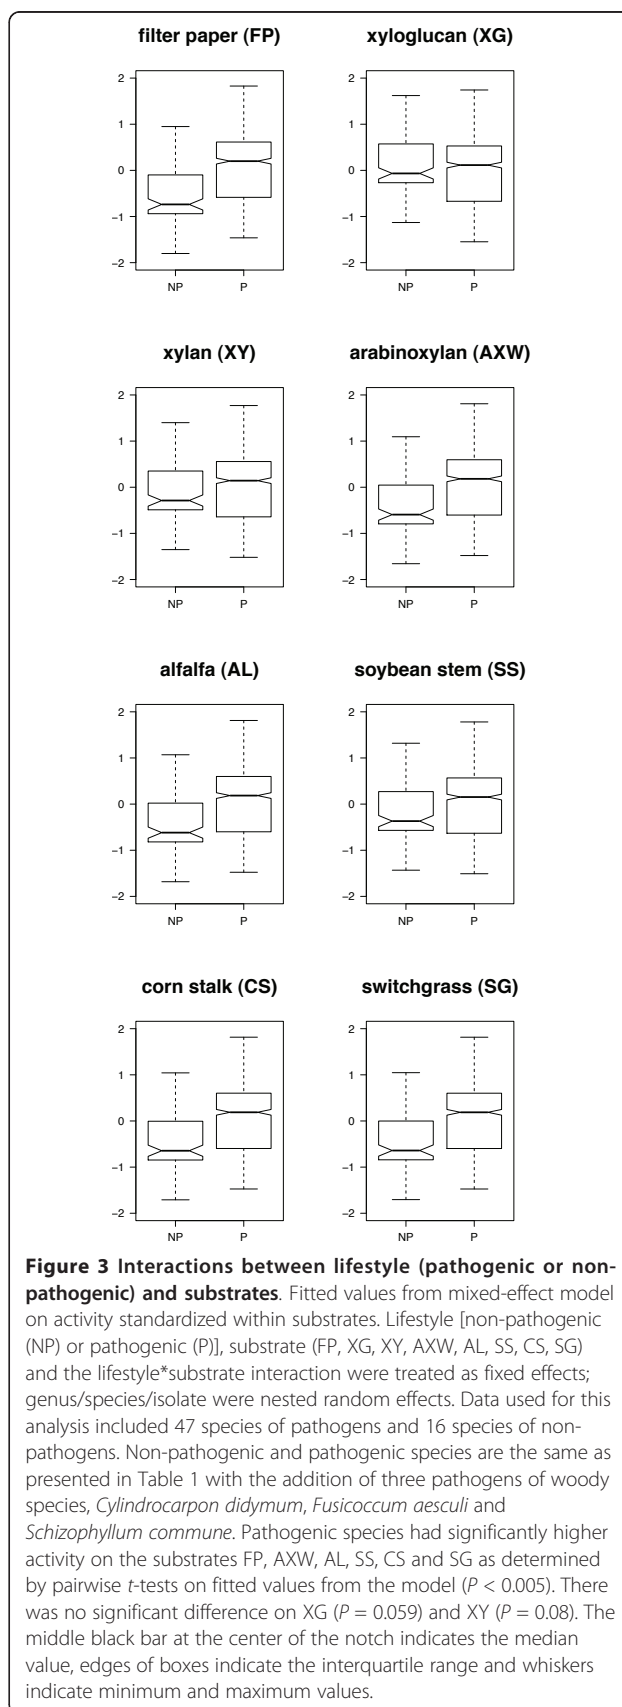 filter paper (FP)
xyloglucan (XG)
2
1
0
−1
−2
NP
P
2
1
0
−1
−2
NP
P
xylan (XY)
arabinoxylan (AXW)
2
1
0
−1
−2
NP
P
2
1
0
−1
−2
NP
P
alfalfa (AL)
soybean stem (SS)
2
1
0
−1
−2
NP
P
2
1
0
−1
−2
NP
P
corn stalk (CS)
switchgrass (SG)
2
1
0
−1
−2
NP
P
2
1
0
−1
−2
NP
P
Figure 3 Interactions between lifestyle (pathogenic or non-
pathogenic) and substrates. Fitted values from mixed-effect model
on activity standardized within substrates. Lifestyle [non-pathogenic
(NP) or pathogenic (P)], substrate (FP, XG, XY, AXW, AL, SS, CS, SG)
and the lifestyle*substrate interaction were treated as fixed effects;
genus/species/isolate were nested random effects. Data used for this
analysis included 47 species of pathogens and 16 species of non-
pathogens. Non-pathogenic and pathogenic species are the same as
presented in Table 1 with the addition of three pathogens of woody
species, Cylindrocarpon didymum, Fusicoccum aesculi and
Schizophyllum commune. Pathogenic species had significantly higher
activity on the substrates FP, AXW, AL, SS, CS and SG as determined
by pairwise t-tests on fitted values from the model (P < 0.005). There
was no significant difference on XG (P = 0.059) and XY (P = 0.08). The
middle black bar at the center of the notch indicates the median
value, edges of boxes indicate the interquartile range and whiskers
indicate minimum and maximum values.